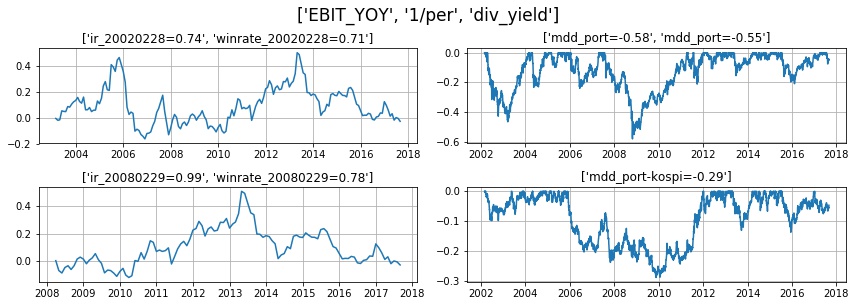 ['EBIT_YOY', '1/per', 'div_yield']
['ir_20020228=0.74', 'winrate_20020228=0.71']
0.4
0.2
0.0
−0.2
2004 2006 2008 2010 2012 2014 2016 2018
['mdd_port=-0.58', 'mdd_port=-0.55']
0.0
−0.2
−0.4
−0.6
2002 2004 2006 2008 2010 2012 2014 2016 2018
['ir_20080229=0.99', 'winrate_20080229=0.78']
0.4
0.2
0.0
2008 2009 2010 2011 2012 2013 2014 2015 2016 2017 2018
['mdd_port-kospi=-0.29']
0.0
−0.1
−0.2
−0.3
2002 2004 2006 2008 2010 2012 2014 2016 2018